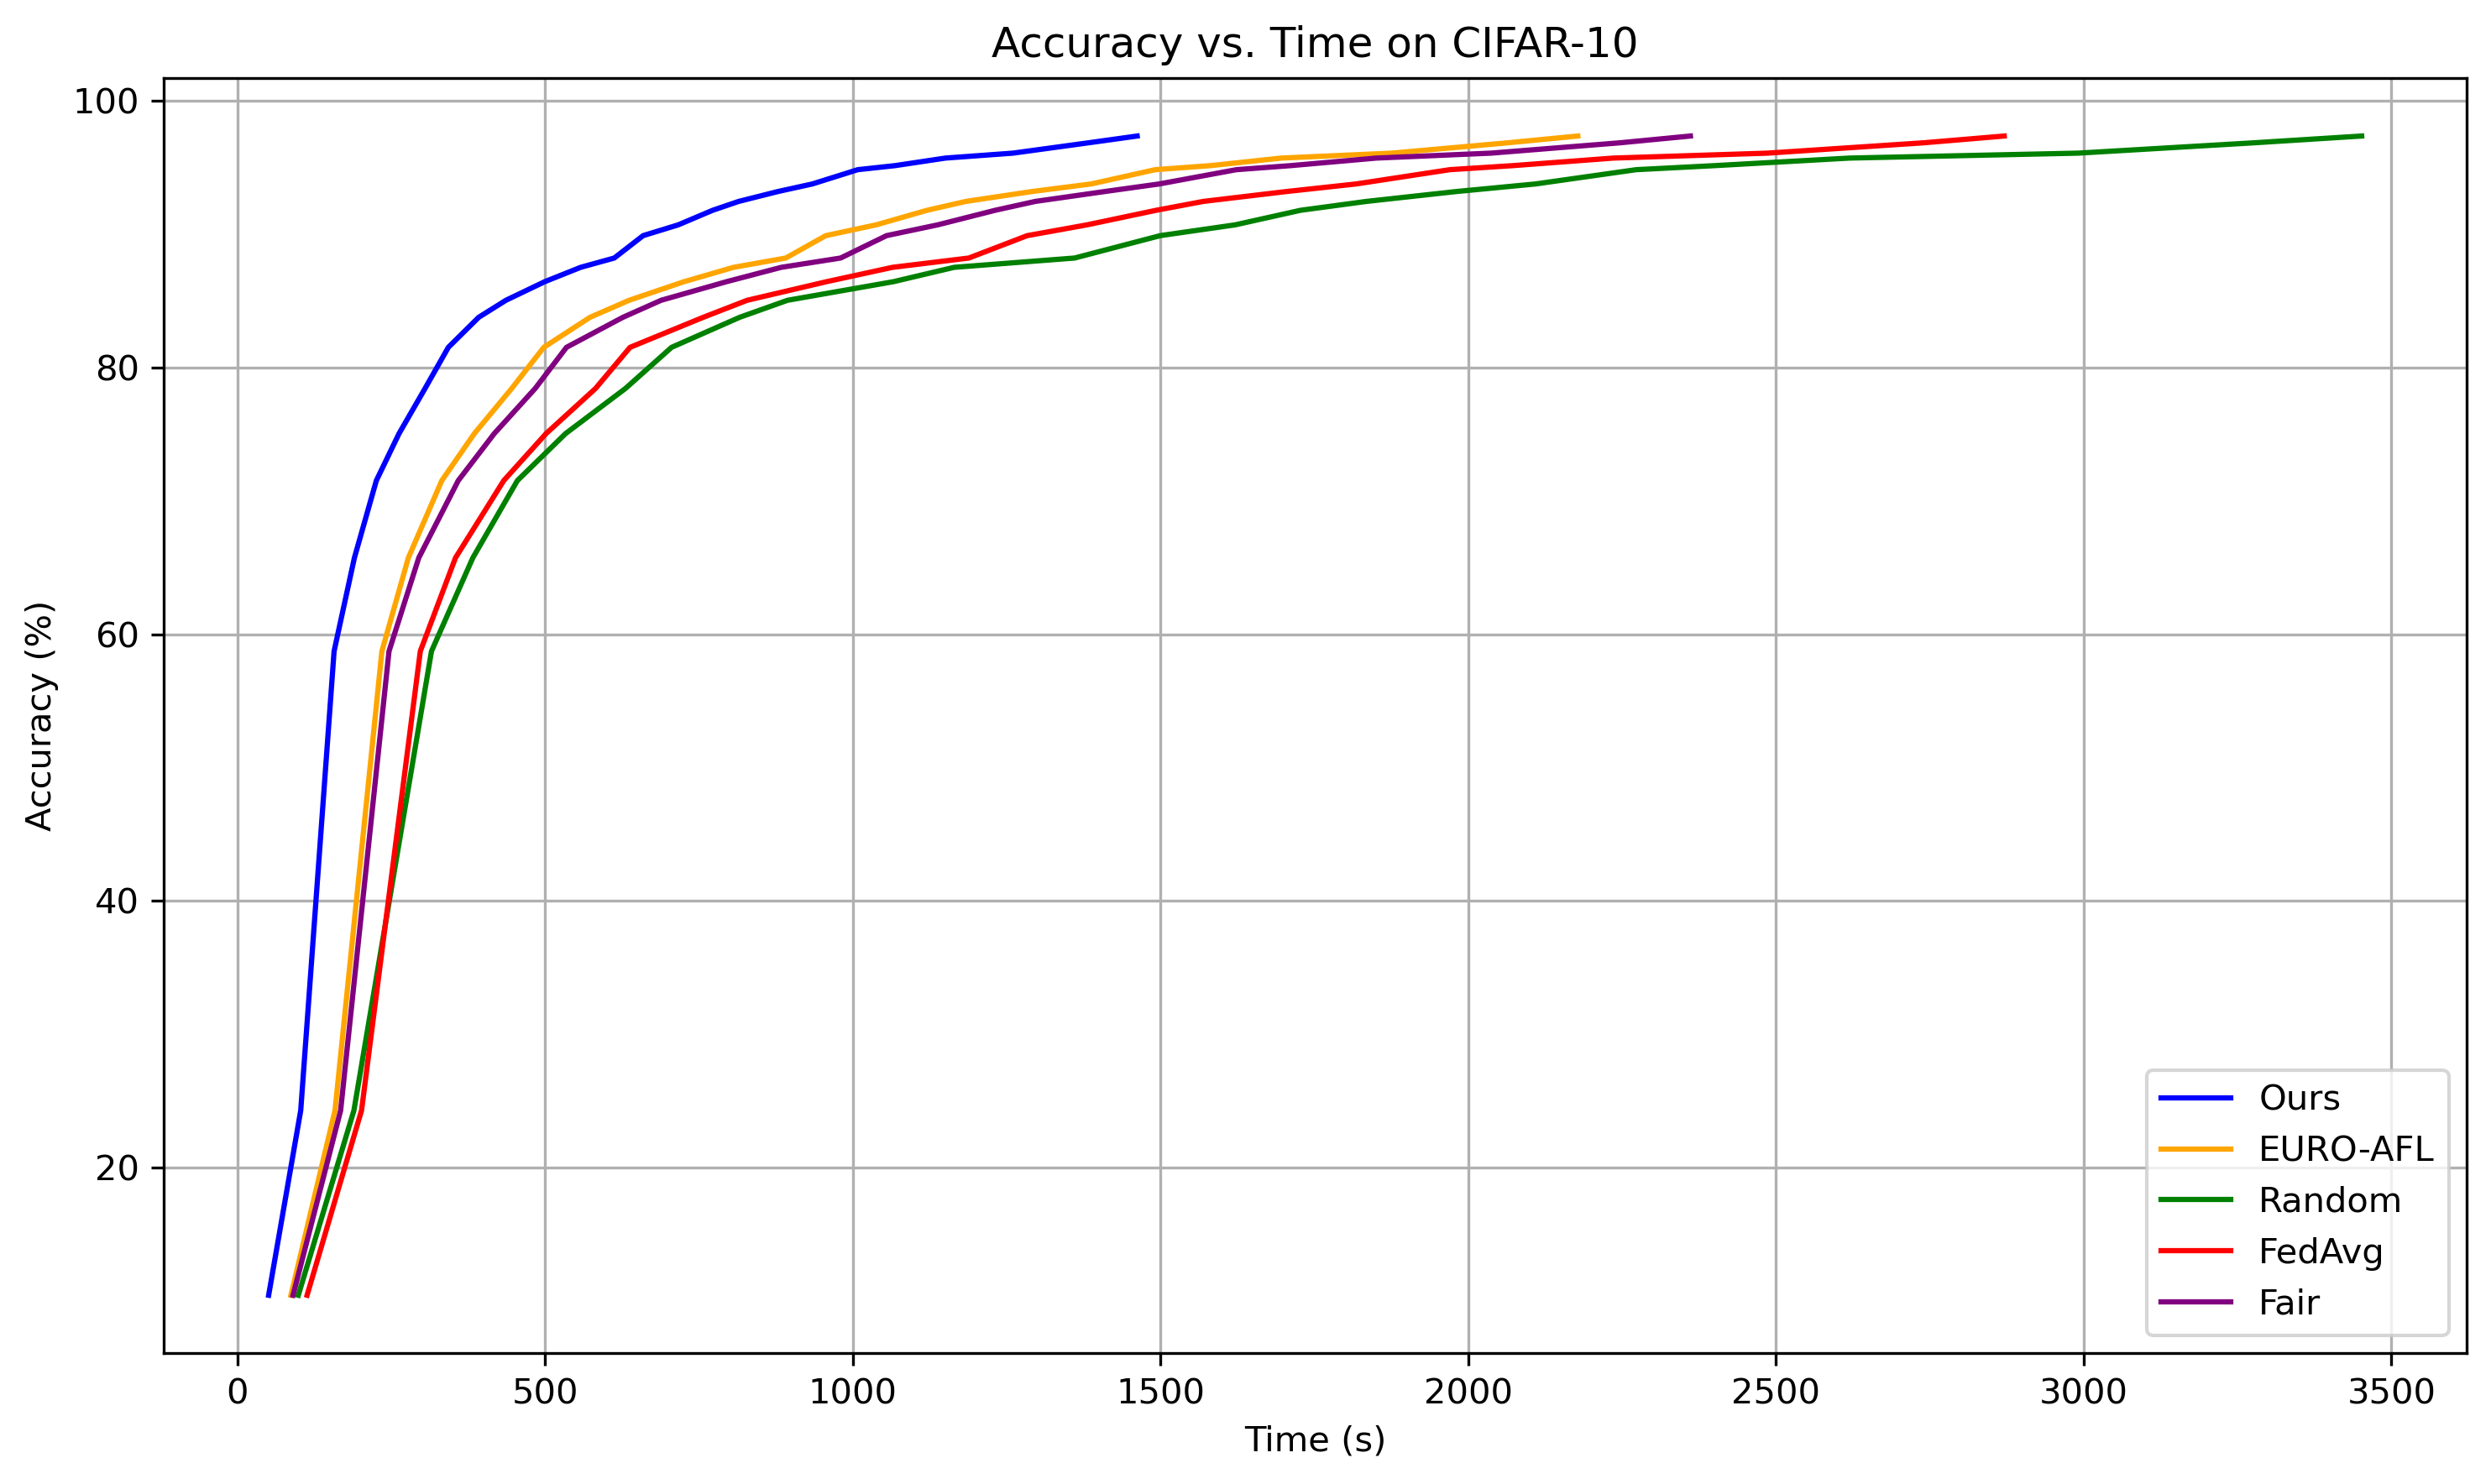 Accuracy vs. Time on CIFAR-10
100
80
60
40
20
Accuracy (%)
0 500 1000 1500 2000 2500 3000 3500
Time (s)
Ours
EURO-AFL
Random
FedAvg
Fair